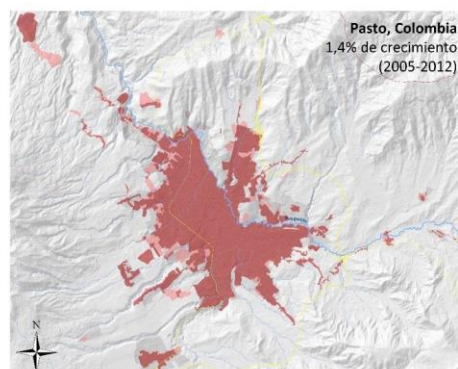 Pasto, Colombia
1,4% de crecimiento
(2005-2012)
N